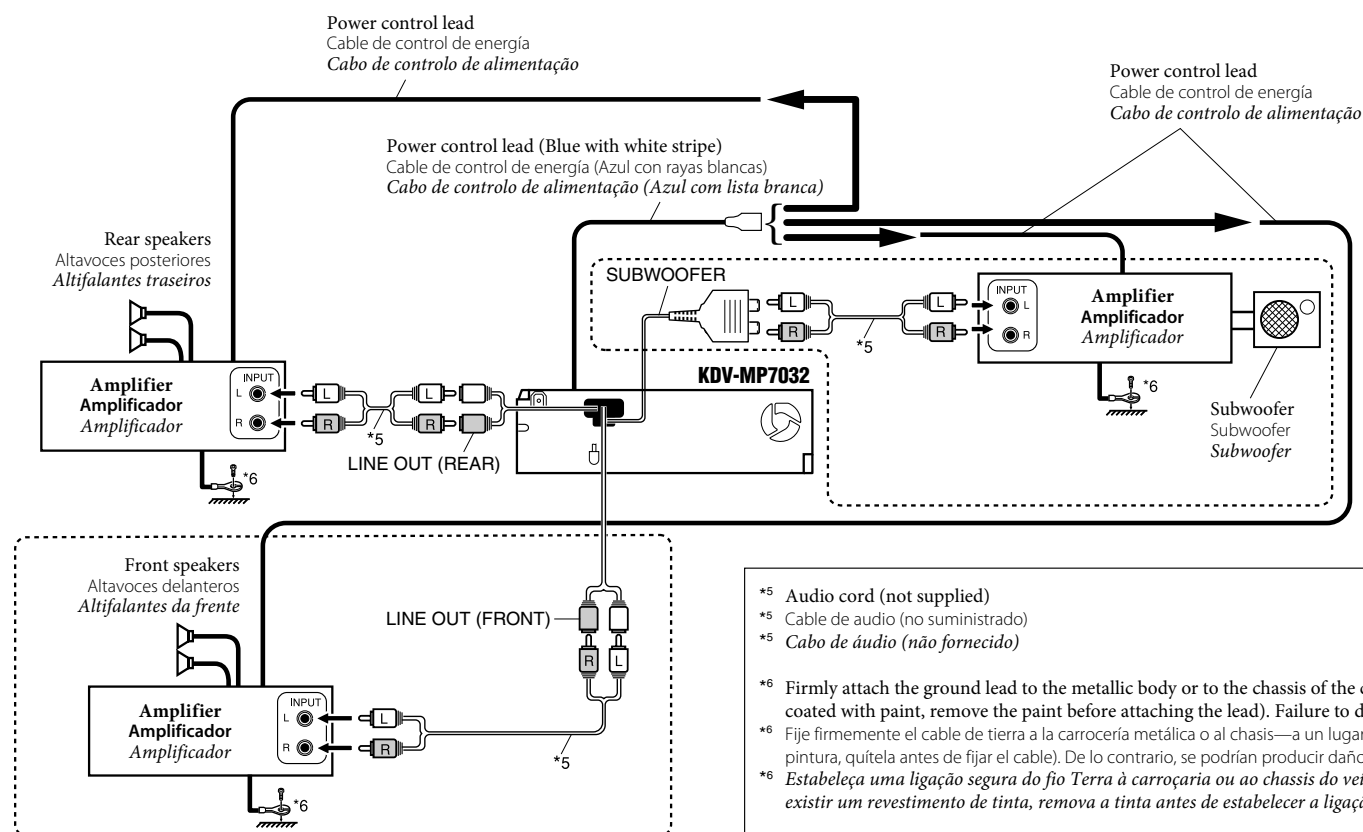 Power control lead
Cable de control de energía
Cabo de controlo de alimentação
Power control lead
Cable de control de energía
Cabo de controlo de alimentação
Power control lead (Blue with white stripe)
Cable de control de energía (Azul con rayas blancas)
Cabo de controlo de alimentação (Azul com lista branca)
Rear speakers
Altavoces posteriores
Altifalantes traseiros
SUBWOOFER
L
R
L
R
*5
INPUT
L
R
Amplifier
Amplificador
Amplificador
*6
Subwoofer
Subwoofer
Subwoofer
KDV-MP7032
Amplifier
Amplificador
Amplificador
INPUT
L
R
L
R
L
R
*5
LINE OUT (REAR)
*6
Front speakers
Altavoces delanteros
Altifalantes da frente
LINE OUT (FRONT)
R
L
Amplifier
Amplificador
Amplificador
INPUT
L
R
L
R
*5
*6
*5 Audio cord (not supplied)
*5 Cable de audio (no suministrado)
*5 Cabo de áudio (não fornecido)
*6 Firmly attach the ground lead to the metallic body or to the chassis of the
coated with paint, remove the paint before attaching the lead). Failure to
*6 Fije firmemente el cable de tierra a la carrocería metálica o al chasis—a un lugar
pintura, quítela antes de fijar el cable). De lo contrario, se podrían producir
*6 Estabeleça uma ligação segura do fio Terra à carroçaria ou ao chassis do
existir um revestimento de tinta, remova a tinta antes de estabelecer a